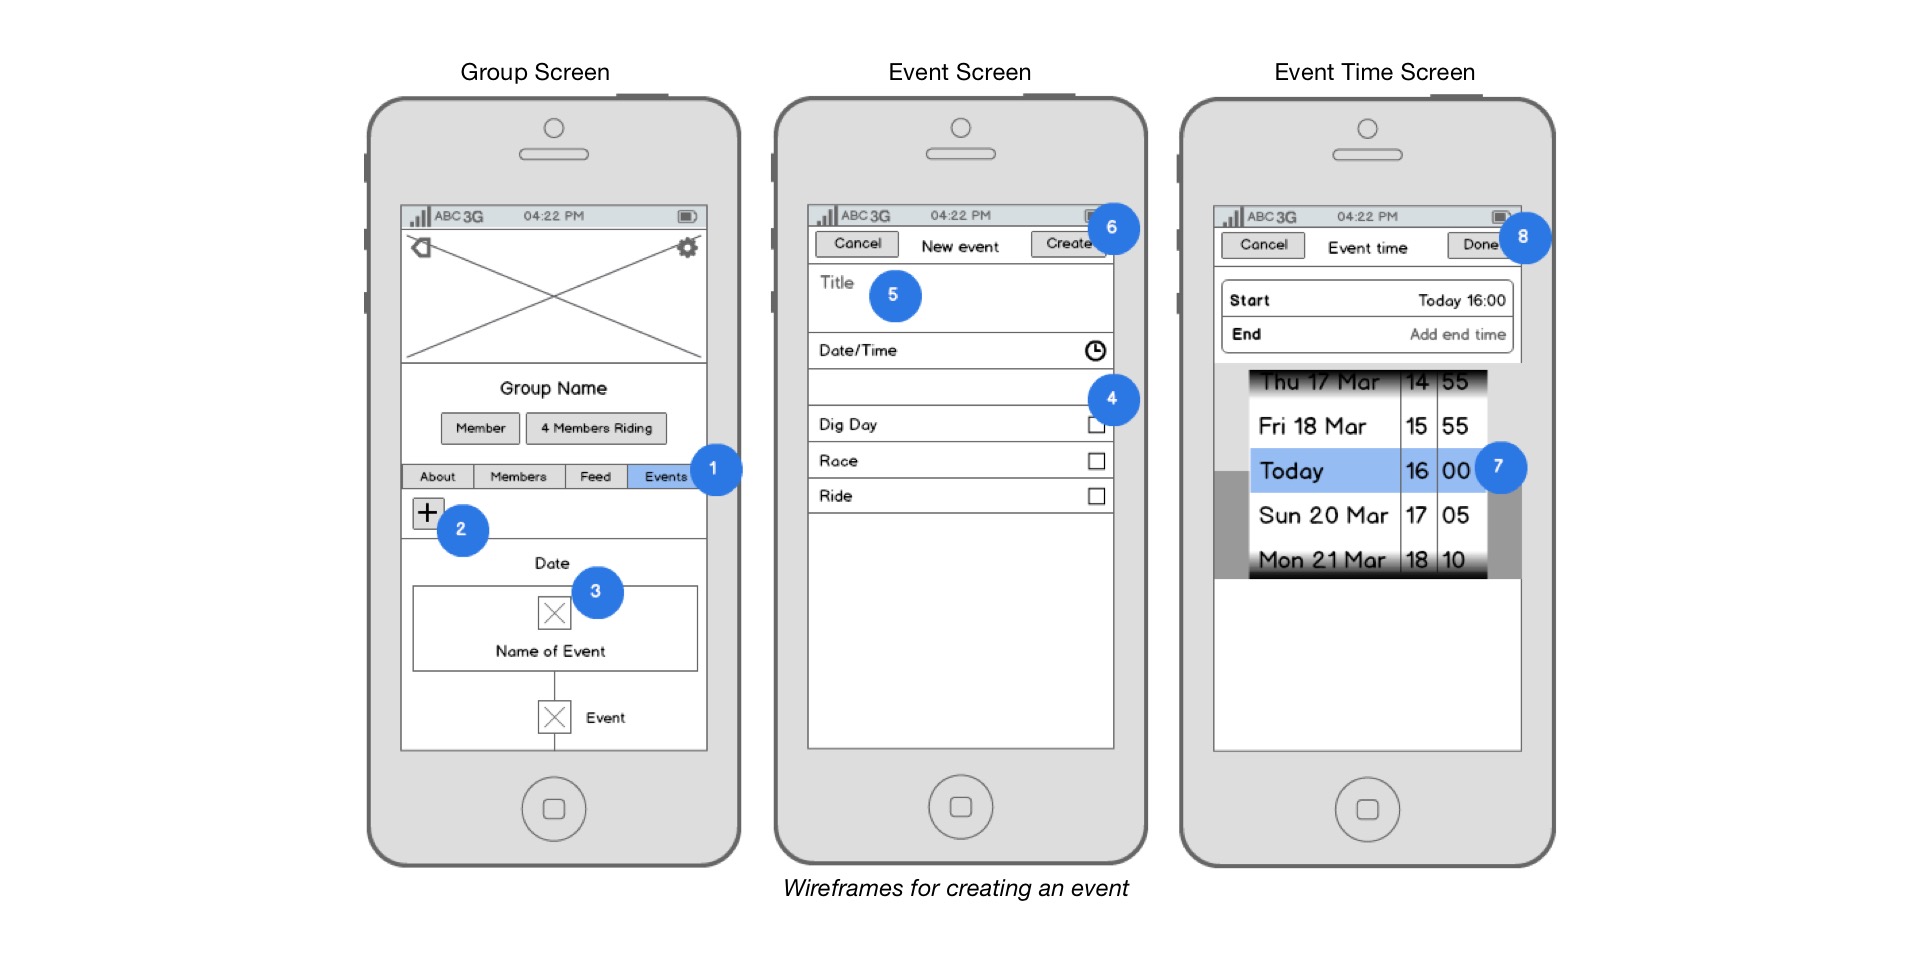 Group Screen
ABC 3G 04:22 PM
Group Name
Member 4 Members Riding
About Members Feed Events 1
+ 2
Date
3
Name of Event
Event
Event Screen
ABC 3G 04:22 PM
Cancel New event Create 6
Title 5
Date/Time
4
Dig Day
Race
Ride
Event Time Screen
ABC 3G 04:22 PM
Cancel Event time Done 8
Start Today 16:00
End Add end time
Thu 17 Mar 14 55
Fri 18 Mar 15 55
Today 16 00 7
Sun 20 Mar 17 05
Mon 21 Mar 18 10
Wireframes for creating an event